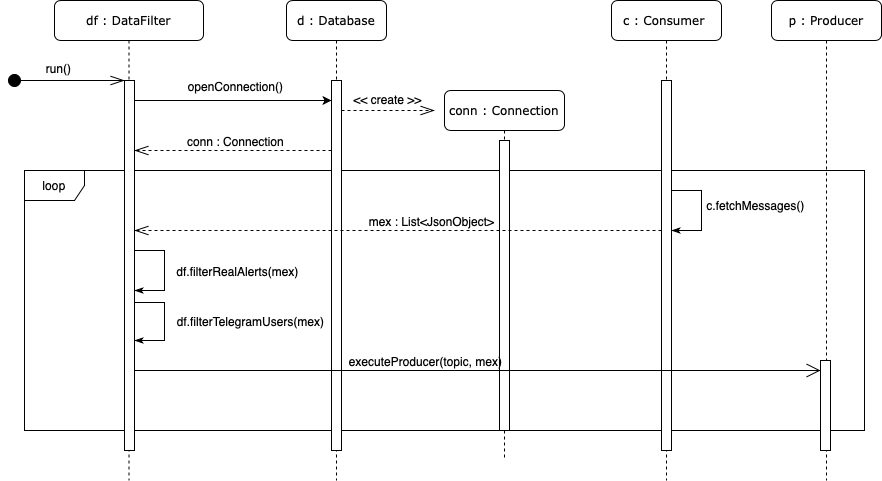 df : DataFilter
d : Database
c : Consumer
p : Producer
run()
openConnection()
<< create >>
conn : Connection
conn : Connection
loop
c.fetchMessages()
mex : List<JsonObject>
df.filterRealAlerts(mex)
df.filterTelegramUsers(mex)
executeProducer(topic, mex)